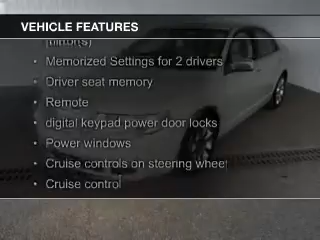 VEHICLE FEATURES
• Memorized Settings for 2 drivers
• Driver seat memory
• Remote
• digital keypad power door locks
• Power windows
• Cruise controls on steering wheel
• Cruise control